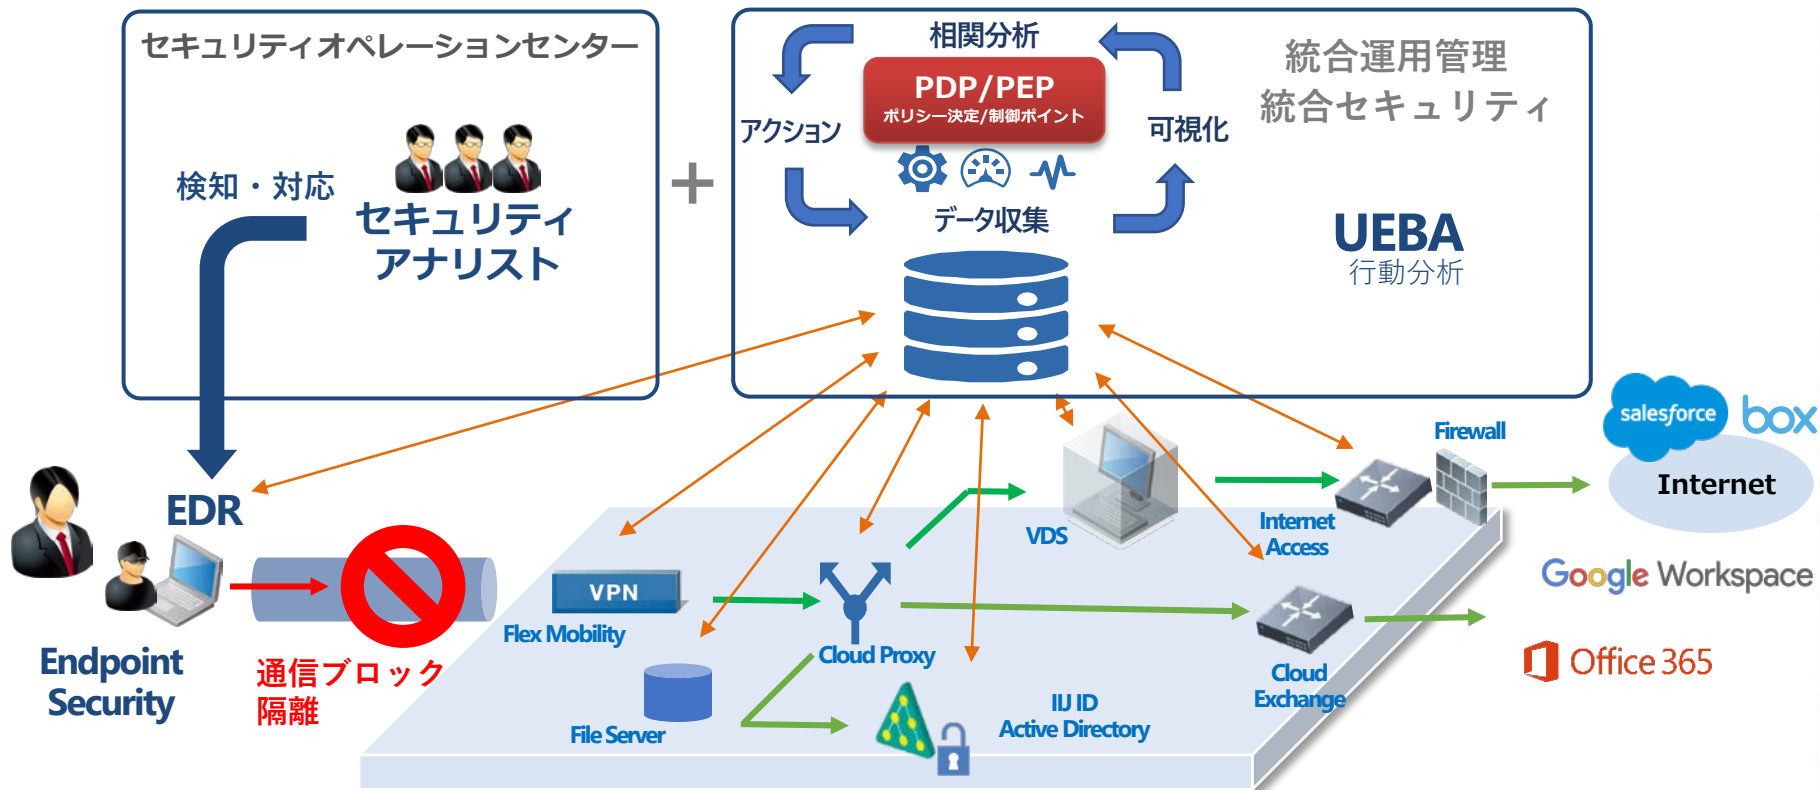 セキュリティオペレーションセンター
検知・対応
セキュリティ
アナリスト
相関分析
PDP/PEP
ポリシー決定/制御ポイント
アクション
可視化
データ収集
統合運用管理
統合セキュリティ
UEBA
行動分析
EDR
Endpoint
Security
通信ブロック
隔離
VPN
Flex Mobility
File Server
Cloud Proxy
IIJ ID
Active Directory
VDS
Internet
Access
Firewall
Cloud
Exchange
salesforce
box
Internet
Google Workspace
Office 365